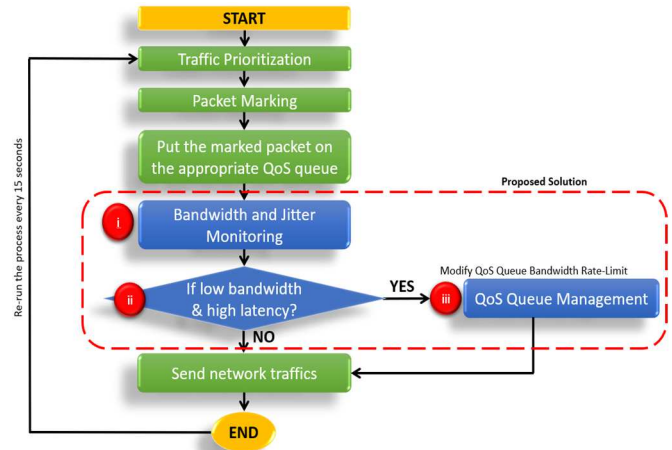 START
Traffic Prioritization
Packet Marking
Put the marked packet on
the appropriate QoS queue
Proposed Solution
i
Bandwidth and Jitter
Monitoring
ii
If low bandwidth
& high latency?
YES
Modify QoS Queue Bandwidth Rate-Limit
iii
QoS Queue Management
NO
Send network traffics
END
Re-run the process every 15 seconds